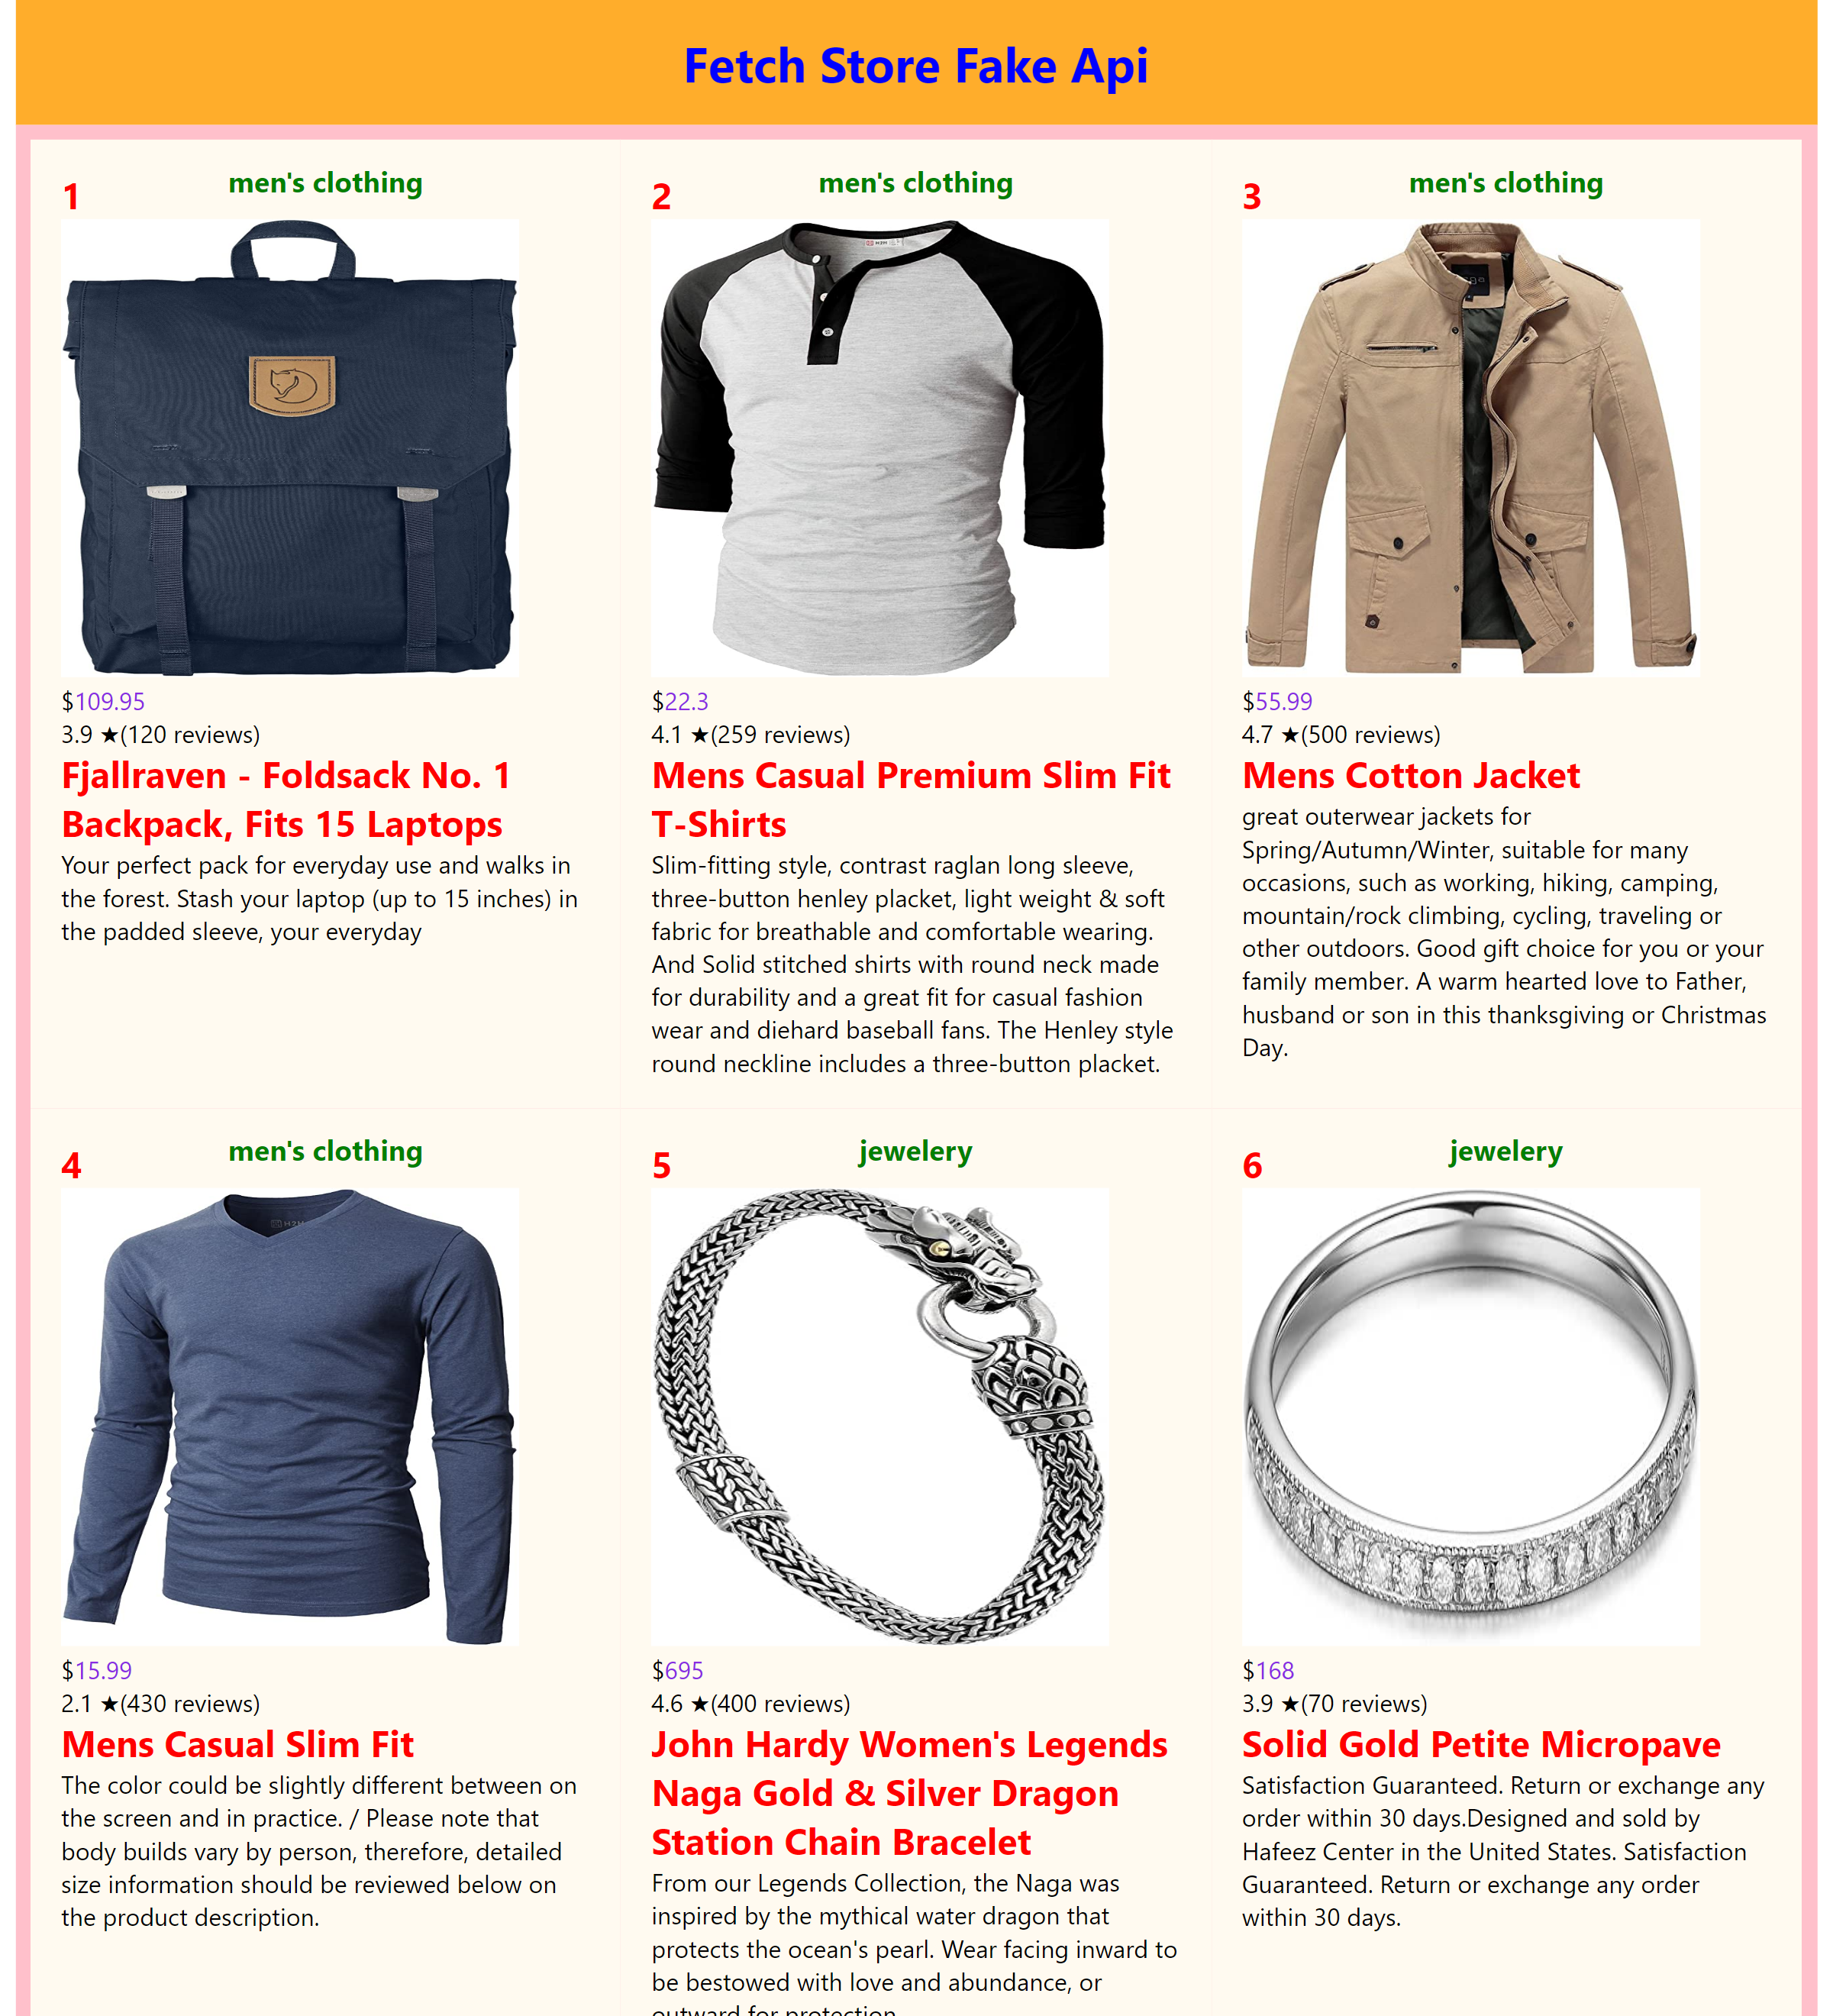 Fetch Store Fake Api
1
men's clothing
$109.95
3.9 ★(120 reviews)
Fjallraven - Foldsack No. 1
Backpack, Fits 15 Laptops
Your perfect pack for everyday use and walks in
the forest. Stash your laptop (up to 15 inches) in
the padded sleeve, your everyday
2
men's clothing
$22.3
4.1 ★(259 reviews)
Mens Casual Premium Slim Fit
T-Shirts
Slim-fitting style, contrast raglan long sleeve,
three-button henley placket, light weight & soft
fabric for breathable and comfortable wearing.
And Solid stitched shirts with round neck made
for durability and a great fit for casual fashion
wear and diehard baseball fans. The Henley style
round neckline includes a three-button placket.
3
men's clothing
$55.99
4.7 ★(500 reviews)
Mens Cotton Jacket
great outerwear jackets for
Spring/Autumn/Winter, suitable for many
occasions, such as working, hiking, camping,
mountain/rock climbing, cycling, traveling or
other outdoors. Good gift choice for you or your
family member. A warm hearted love to Father,
husband or son in this thanksgiving or Christmas
Day.
4
men's clothing
$15.99
2.1 ★(430 reviews)
Mens Casual Slim Fit
The color could be slightly different between on
the screen and in practice. / Please note that
body builds vary by person, therefore, detailed
size information should be reviewed below on
the product description.
5
jewelery
$695
4.6 ★(400 reviews)
John Hardy Women's Legends
Naga Gold & Silver Dragon
Station Chain Bracelet
From our Legends Collection, the Naga was
inspired by the mythical water dragon that
protects the ocean's pearl. Wear facing inward to
be bestowed with love and abundance, or
outward for protection
6
jewelery
$168
3.9 ★(70 reviews)
Solid Gold Petite Micropave
Satisfaction Guaranteed. Return or exchange any
order within 30 days.Designed and sold by
Hafeez Center in the United States. Satisfaction
Guaranteed. Return or exchange any order
within 30 days.